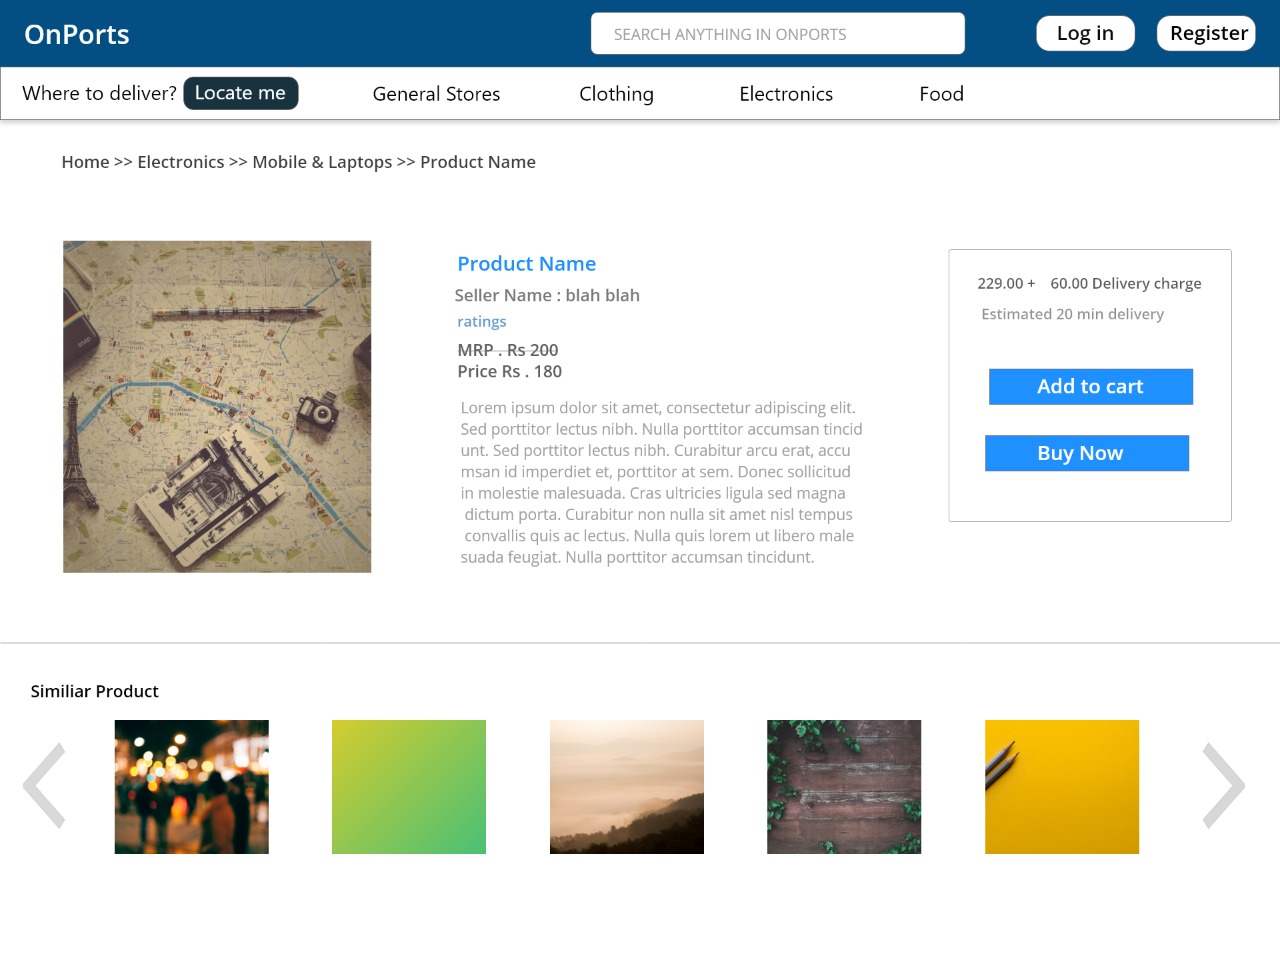 OnPorts
SEARCH ANYTHING IN ONPORTS
Log in
Register
Where to deliver?
Locate me
General Stores
Clothing
Electronics
Food
Home >> Electronics >> Mobile & Laptops >> Product Name
Product Name
Seller Name : blah blah
ratings
MRP . Rs 200
Price Rs . 180
Lorem ipsum dolor sit amet, consectetur adipiscing elit.
Sed porttitor lectus nibh. Nulla porttitor accumsan tincid
unt. Sed porttitor lectus nibh. Curabitur arcu erat, accu
msan id imperdiet et, porttitor at sem. Donec sollicitud
in molestie malesuada. Cras ultricies ligula sed magna
dictum porta. Curabitur non nulla sit amet nisl tempus
convallis quis ac lectus. Nulla quis lorem ut libero male
suada feugiat. Nulla porttitor accumsan tincidunt.
229.00 + 60.00 Delivery charge
Estimated 20 min delivery
Add to cart
Buy Now
Similiar Product